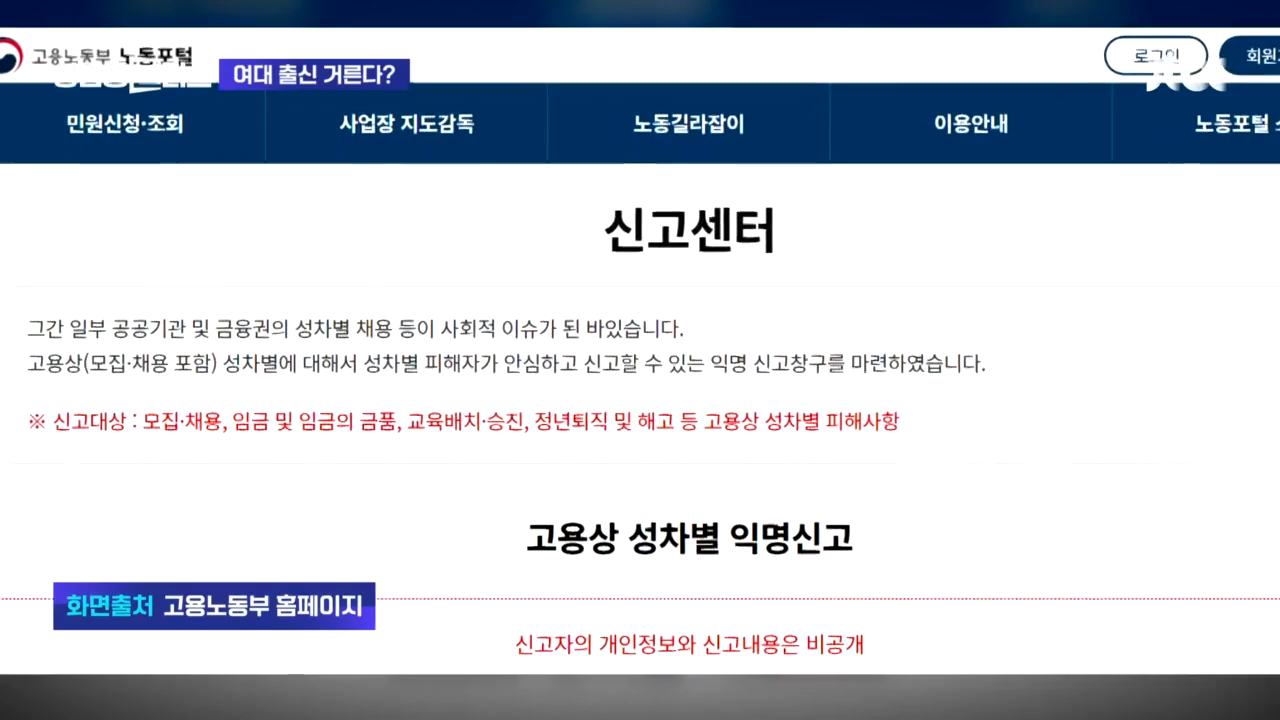 고용노동부 노동포털
로그인
여대 출신 거른다?
민원신청·조회
사업장 지도감독
노동길라잡이
이용안내
노동포털
신고센터
그간 일부 공공기관 및 금융권의 성차별 채용 등이 사회적 이슈가 된 바있습니다.
고용상(모집·채용 포함) 성차별에 대해서 성차별 피해자가 안심하고 신고할 수 있는 익명 신고창구를 마련하였습니다.
※ 신고대상 : 모집·채용, 임금 및 임금의 금품, 교육배치·승진, 정년퇴직 및 해고 등 고용상 성차별 피해사항
고용상 성차별 익명신고
화면출처 고용노동부 홈페이지
신고자의 개인정보와 신고내용은 비공개